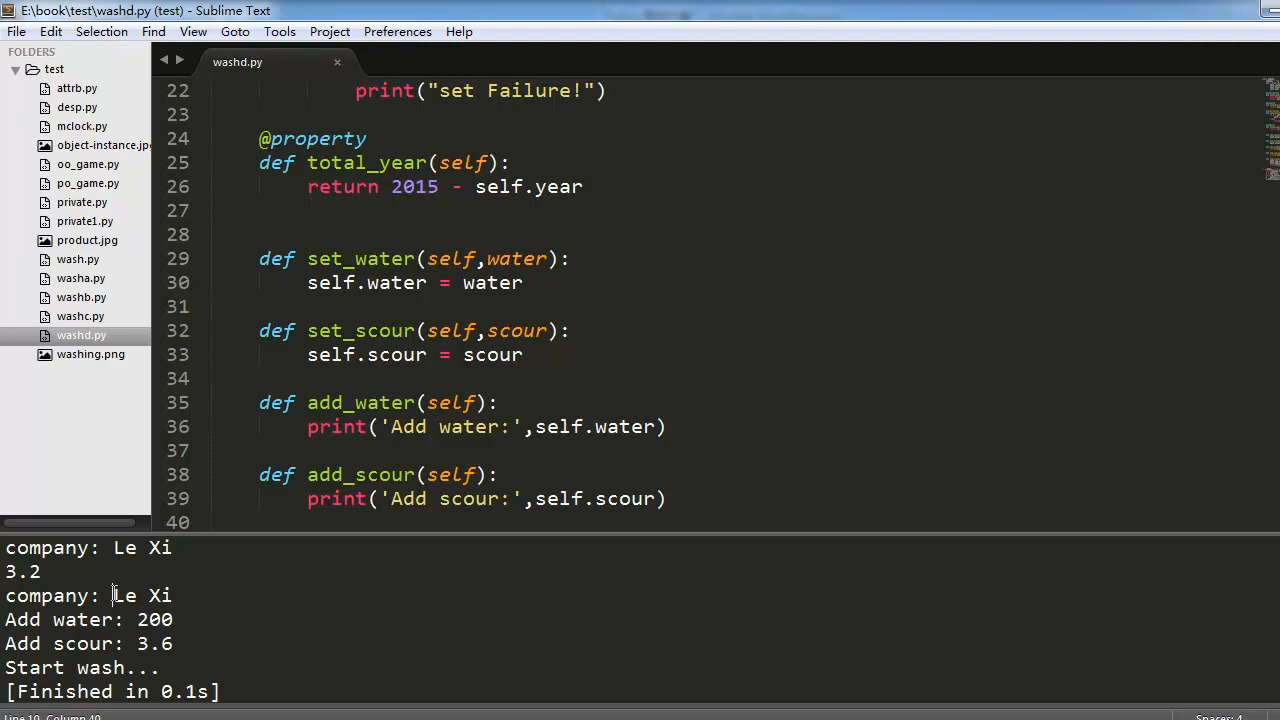 E:\book\test\washd.py (test) - Sublime Text
File Edit Selection Find View Goto Tools Project Preferences Help
FOLDERS
test
attrb.py
desp.py
mclock.py
object-instance.jp
oo_game.py
po_game.py
private.py
private1.py
product.jpg
wash.py
washa.py
washb.py
washc.py
washd.py
washing.png
washd.py ×
22 print("set Failure!")
23
24 @property
25 def total_year(self):
26 return 2015 - self.year
27
28
29 def set_water(self,water):
30 self.water = water
31
32 def set_scour(self,scour):
33 self.scour = scour
34
35 def add_water(self):
36 print('Add water:',self.water)
37
38 def add_scour(self):
39 print('Add scour:',self.scour)
40
company: Le Xi
3.2
company: Le Xi
Add water: 200
Add scour: 3.6
Start wash...
[Finished in 0.1s]
Line 10, Column 40 Spaces: 4